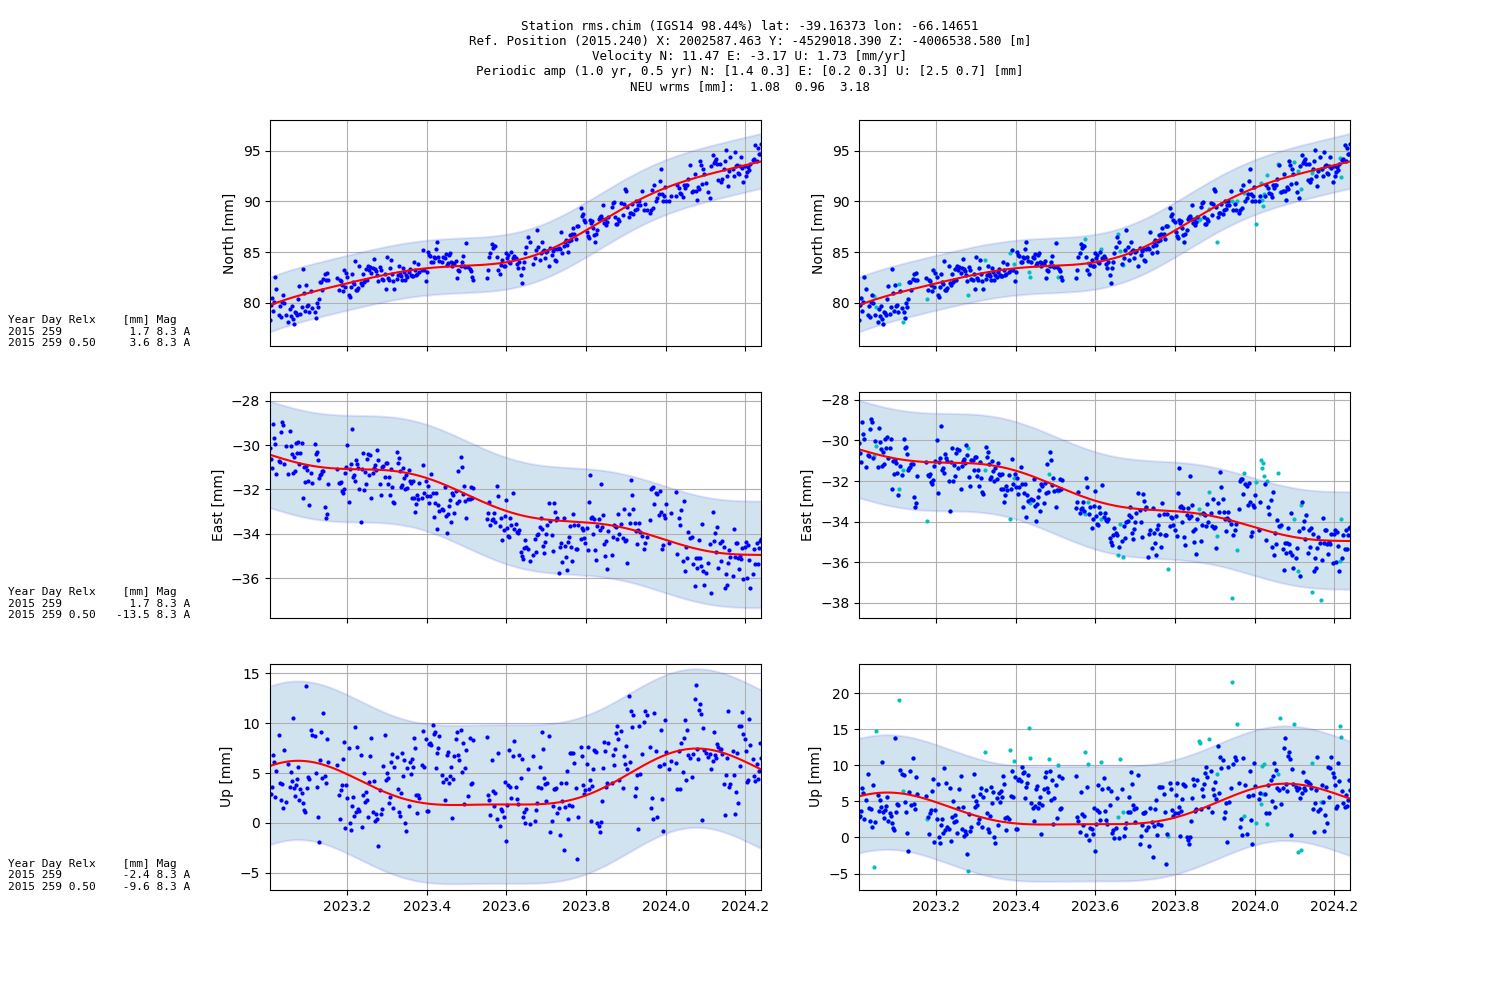 Station rms.chim (IGS14 98.44%) lat: -39.16373 lon: -66.14651
Ref. Position (2015.240) X: 2002587.463 Y: -4529018.390 Z: -4006538.580 [m]
Velocity N: 11.47 E: -3.17 U: 1.73 [mm/yr]
Periodic amp (1.0 yr, 0.5 yr) N: [1.4 0.3] E: [0.2 0.3] U: [2.5 0.7] [mm]
NEU wrms [mm]: 1.08 0.96 3.18
Year Day Relx [mm] Mag
2015 259 1.7 8.3 A
2015 259 0.50 3.6 8.3 A
North [mm]
95
90
85
80
North [mm]
95
90
85
80
Year Day Relx [mm] Mag
2015 259 1.7 8.3 A
2015 259 0.50 -13.5 8.3 A
East [mm]
−28
−30
−32
−34
−36
East [mm]
−28
−30
−32
−34
−36
−38
Year Day Relx [mm] Mag
2015 259 -2.4 8.3 A
2015 259 0.50 -9.6 8.3 A
Up [mm]
15
10
5
0
−5
2023.2 2023.4 2023.6 2023.8 2024.0 2024.2
Up [mm]
20
15
10
5
0
−5
2023.2 2023.4 2023.6 2023.8 2024.0 2024.2